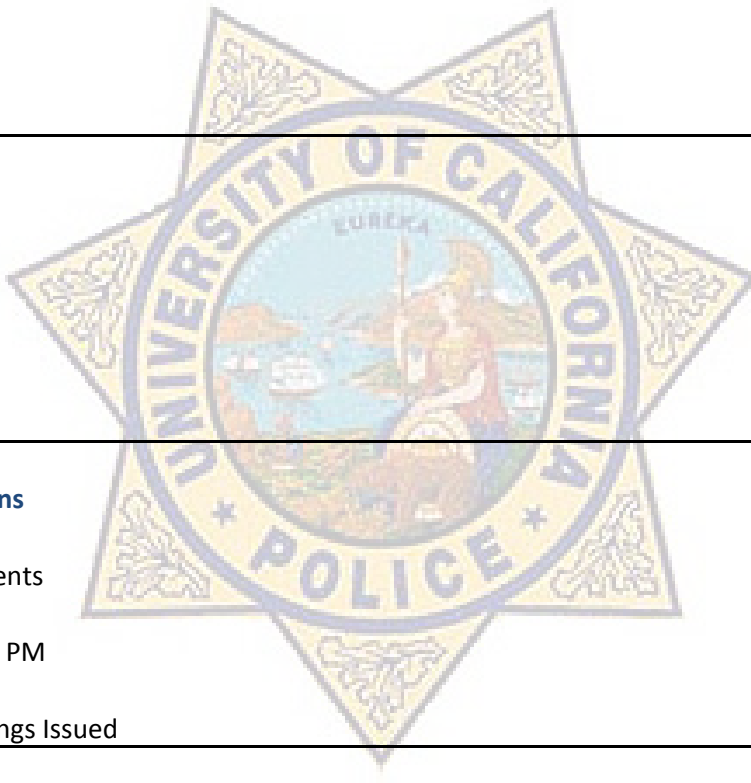 UNIVERSITY OF CALIFORNIA
EUREKA
POLICE
ns
ents
PM
ngs Issued